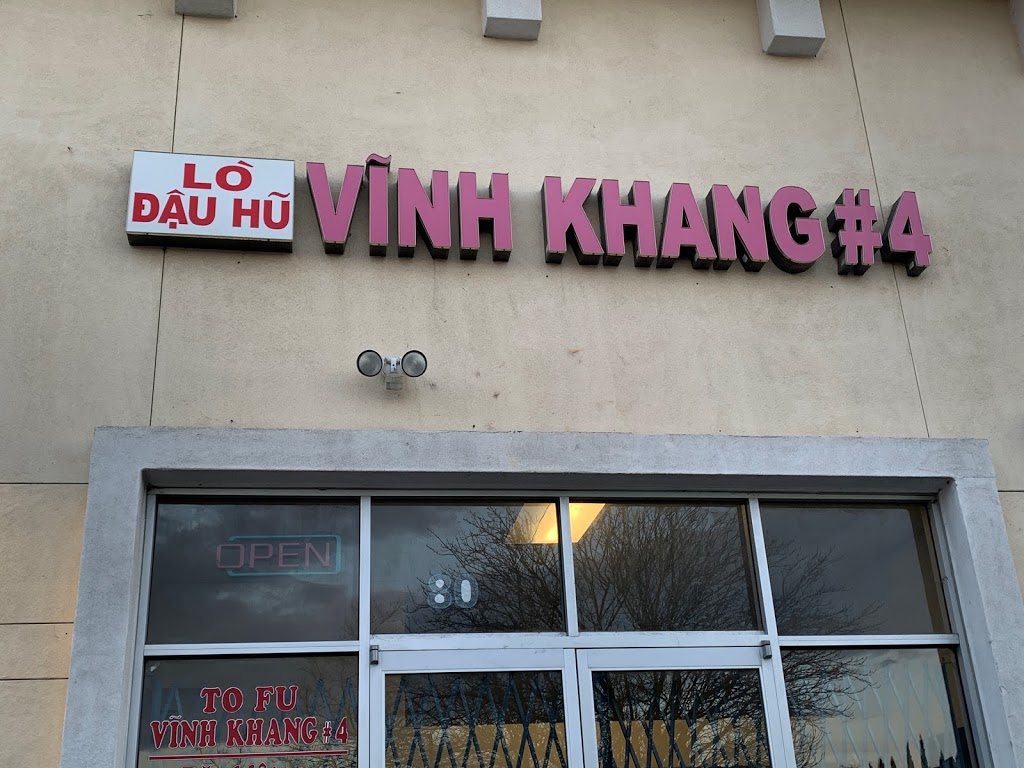 LÒ
ĐẬU HŨ
VĨNH KHANG #4
OPEN
80
TO FU
VĨNH KHANG #4